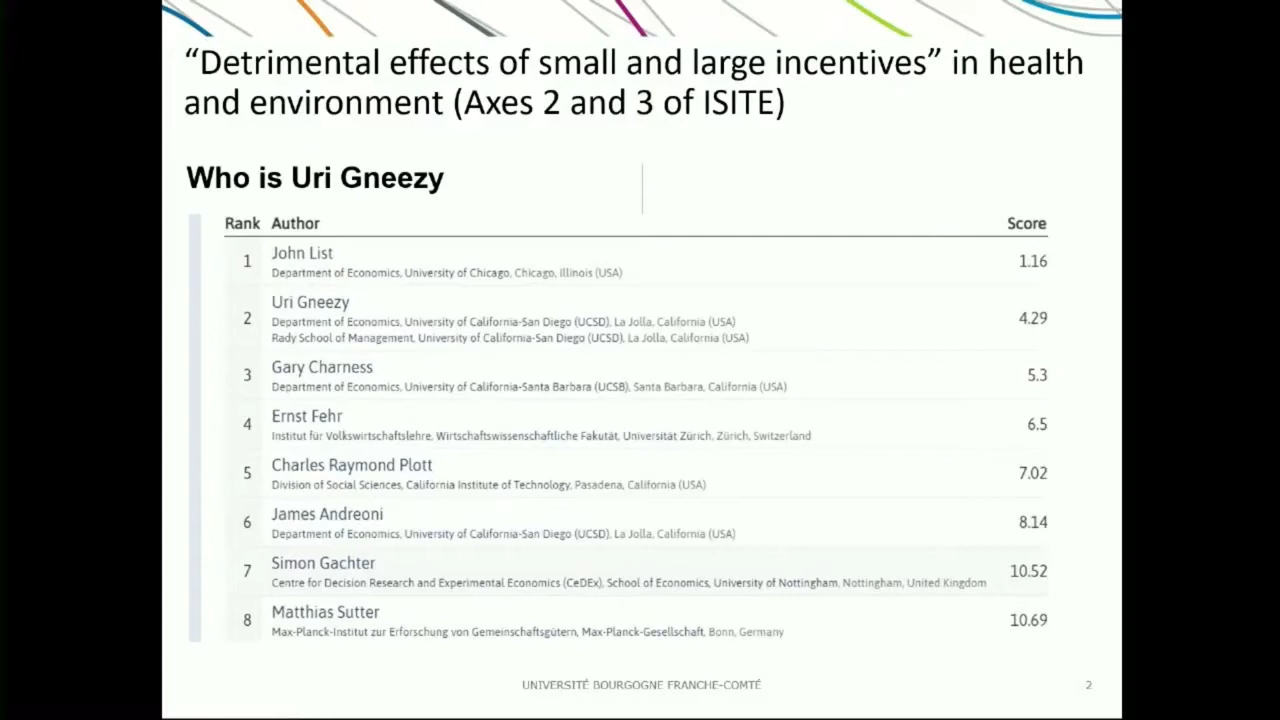 “Detrimental effects of small and large incentives” in health
and environment (Axes 2 and 3 of ISITE)
Who is Uri Gneezy
Rank Author Score
1 John List 1.16
Department of Economics, University of Chicago, Chicago, Illinois (USA)
2 Uri Gneezy 4.29
Department of Economics, University of California-San Diego (UCSD), La Jolla, California (USA)
Rady School of Management, University of California-San Diego (UCSD), La Jolla, California (USA)
3 Gary Charness 5.3
Department of Economics, University of California-Santa Barbara (UCSB), Santa Barbara, California (USA)
4 Ernst Fehr 6.5
Institut für Volkswirtschaftslehre, Wirtschaftswissenschaftliche Fakutät, Universität Zürich, Zürich, Switzerland
5 Charles Raymond Plott 7.02
Division of Social Sciences, California Institute of Technology, Pasadena, California (USA)
6 James Andreoni 8.14
Department of Economics, University of California-San Diego (UCSD), La Jolla, California (USA)
7 Simon Gachter 10.52
Centre for Decision Research and Experimental Economics (CeDEx), School of Economics, University of Nottingham, Nottingham, United Kingdom
8 Matthias Sutter 10.69
Max-Planck-Institut zur Erforschung von Gemeinschaftsgütern, Max-Planck-Gesellschaft, Bonn, Germany
UNIVERSITÉ BOURGOGNE FRANCHE-COMTÉ 2